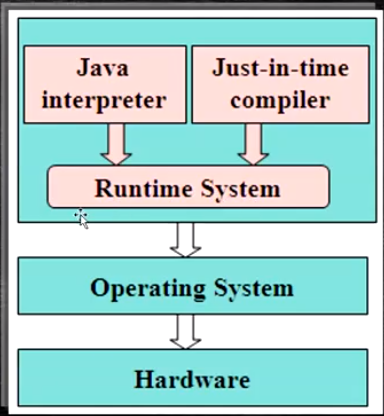 Java
interpreter
Just-in-time
compiler
Runtime System
Operating System
Hardware